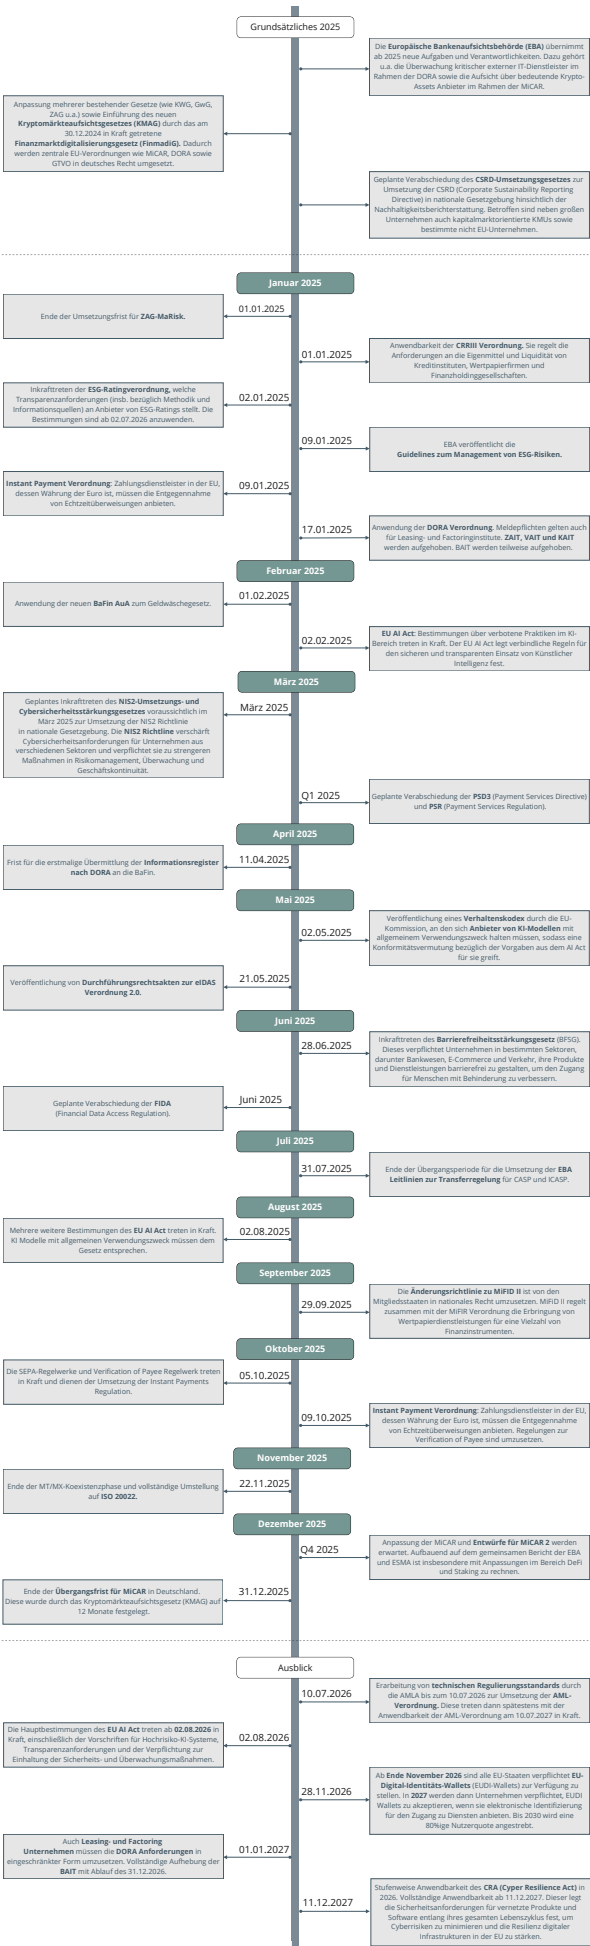 Grundsätzliches 2025
Die Europäische Bankenaufsichtsbehörde (EBA) übernimmt
ab 2025 neue Aufgaben und Verantwortlichkeiten. Dazu gehört
u.a. die Überwachung kritischer externer IT-Dienstleister im
Rahmen der DORA sowie die Aufsicht über bedeutende Krypto-
Assets Anbieter im Rahmen der MiCAR.
Anpassung mehrerer bestehender Gesetze (wie KWG, GwG,
ZAG u.a.) sowie Einführung des neuen
Kryptomärkteaufsichtsgesetzes (KMAG) durch das am
30.12.2024 in Kraft getretene
Finanzmarktdigitalisierungsgesetz (FinmadiG). Dadurch
werden zentrale EU-Verordnungen wie MiCAR, DORA sowie
GTVO in deutsches Recht umgesetzt.
Geplante Verabschiedung des CSRD-Umsetzungsgesetzes zur
Umsetzung der CSRD (Corporate Sustainability Reporting
Directive) in nationale Gesetzgebung hinsichtlich der
Nachhaltigkeitsberichterstattung. Betroffen sind neben großen
Unternehmen auch kapitalmarktorientierte KMUs sowie
bestimmte nicht EU-Unternehmen.
Januar 2025
01.01.2025
Ende der Umsetzungsfrist für ZAG-MaRisk.
01.01.2025
Anwendbarkeit der CRRIII Verordnung. Sie regelt die
Anforderungen an die Eigenmittel und Liquidität von
Kreditinstituten, Wertpapierfirmen und
Finanzholdinggesellschaften.
02.01.2025
Inkrafttreten der ESG-Ratingverordnung, welche
Transparenzanforderungen (insb. bezüglich Methodik und
Informationsquellen) an Anbieter von ESG-Ratings stellt. Die
Bestimmungen sind ab 02.07.2026 anzuwenden.
09.01.2025
EBA veröffentlicht die
Guidelines zum Management von ESG-Risiken.
09.01.2025
Instant Payment Verordnung: Zahlungsdienstleister in der EU,
dessen Währung der Euro ist, müssen die Entgegennahme
von Echtzeitüberweisungen anbieten.
17.01.2025
Anwendung der DORA Verordnung. Meldepflichten gelten auch
für Leasing- und Factoringinstitute. ZAIT, VAIT und KAIT
werden aufgehoben. BAIT werden teilweise aufgehoben.
Februar 2025
01.02.2025
Anwendung der neuen BaFin AuA zum Geldwäschegesetz.
02.02.2025
EU AI Act: Bestimmungen über verbotene Praktiken im KI-
Bereich treten in Kraft. Der EU AI Act legt verbindliche Regeln für
den sicheren und transparenten Einsatz von Künstlicher
Intelligenz fest.
März 2025
März 2025
Geplantes Inkrafttreten des NIS2-Umsetzungs- und
Cybersicherheitsstärkungsgesetzes voraussichtlich im
März 2025 zur Umsetzung der NIS2 Richtlinie
in nationale Gesetzgebung. Die NIS2 Richtline verschärft
Cybersicherheitsanforderungen für Unternehmen aus
verschiedenen Sektoren und verpflichtet sie zu strengeren
Maßnahmen in Risikomanagement, Überwachung und
Geschäftskontinuität.
Q1 2025
Geplante Verabschiedung der PSD3 (Payment Services Directive)
und PSR (Payment Services Regulation).
April 2025
11.04.2025
Frist für die erstmalige Übermittlung der Informationsregister
nach DORA an die BaFin.
Mai 2025
02.05.2025
Veröffentlichung eines Verhaltenskodex durch die EU-
Kommission, an den sich Anbieter von KI-Modellen mit
allgemeinem Verwendungszweck halten müssen, sodass eine
Konformitätsvermutung bezüglich der Vorgaben aus dem AI Act
für sie greift.
21.05.2025
Veröffentlichung von Durchführungsrechtsakten zur eIDAS
Verordnung 2.0.
Juni 2025
28.06.2025
Inkrafttreten des Barrierefreiheitsstärkungsgesetz (BFSG).
Dieses verpflichtet Unternehmen in bestimmten Sektoren,
darunter Bankwesen, E-Commerce und Verkehr, ihre Produkte
und Dienstleistungen barrierefrei zu gestalten, um den Zugang
für Menschen mit Behinderung zu verbessern.
Juni 2025
Geplante Verabschiedung der FIDA
(Financial Data Access Regulation).
Juli 2025
31.07.2025
Ende der Übergangsperiode für die Umsetzung der EBA
Leitlinien zur Transferregelung für CASP und ICASP.
August 2025
02.08.2025
Mehrere weitere Bestimmungen des EU AI Act treten in Kraft.
KI Modelle mit allgemeinen Verwendungszweck müssen dem
Gesetz entsprechen.
September 2025
29.09.2025
Die Änderungsrichtlinie zu MiFID II ist von den
Mitgliedsstaaten in nationales Recht umzusetzen. MiFiD II regelt
zusammen mit der MiFIR Verordnung die Erbringung von
Wertpapierdienstleistungen für eine Vielzahl von
Finanzinstrumenten.
Oktober 2025
05.10.2025
Die SEPA-Regelwerke und Verification of Payee Regelwerk treten
in Kraft und dienen der Umsetzung der Instant Payments
Regulation.
09.10.2025
Instant Payment Verordnung: Zahlungsdienstleister in der EU,
dessen Währung der Euro ist, müssen die Entgegennahme
von Echtzeitüberweisungen anbieten. Regelungen zur
Verification of Payee sind umzusetzen.
November 2025
22.11.2025
Ende der MT/MX-Koexistenzphase und vollständige Umstellung
auf ISO 20022.
Dezember 2025
Q4 2025
Anpassung der MiCAR und Entwürfe für MiCAR 2 werden
erwartet. Aufbauend auf dem gemeinsamen Bericht der EBA
und ESMA ist insbesondere mit Anpassungen im Bereich DeFi
und Staking zu rechnen.
31.12.2025
Ende der Übergangsfrist für MiCAR in Deutschland.
Diese wurde durch das Kryptomärkteaufsichtsgesetz (KMAG) auf
12 Monate festgelegt.
Ausblick
10.07.2026
Erarbeitung von technischen Regulierungsstandards durch
die AMLA bis zum 10.07.2026 zur Umsetzung der AML-
Verordnung. Diese treten dann spätestens mit der
Anwendbarkeit der AML-Verordnung am 10.07.2027 in Kraft.
02.08.2026
Die Hauptbestimmungen des EU AI Act treten ab 02.08.2026 in
Kraft, einschließlich der Vorschriften für Hochrisiko-KI-Systeme,
Transparenzanforderungen und der Verpflichtung zur
Einhaltung der Sicherheits- und Überwachungsmaßnahmen.
28.11.2026
Ab Ende November 2026 sind alle EU-Staaten verpflichtet EU-
Digital-Identitäts-Wallets (EUDI-Wallets) zur Verfügung zu
stellen. In 2027 werden dann Unternehmen verpflichtet, EUDI
Wallets zu akzeptieren, wenn sie elektronische Identifizierung
für den Zugang zu Diensten anbieten. Bis 2030 wird eine
80%ige Nutzerquote angestrebt.
01.01.2027
Auch Leasing- und Factoring
Unternehmen müssen die DORA Anforderungen in
eingeschränkter Form umzusetzen. Vollständige Aufhebung der
BAIT mit Ablauf des 31.12.2026.
11.12.2027
Stufenweise Anwendbarkeit des CRA (Cyper Resilience Act) in
2026. Vollständige Anwendbarkeit ab 11.12.2027. Dieser legt
die Sicherheitsanforderungen für vernetzte Produkte und
Software entlang ihres gesamten Lebenszyklus fest, um
Cyberrisiken zu minimieren und die Resilienz digitaler
Infrastrukturen in der EU zu stärken.